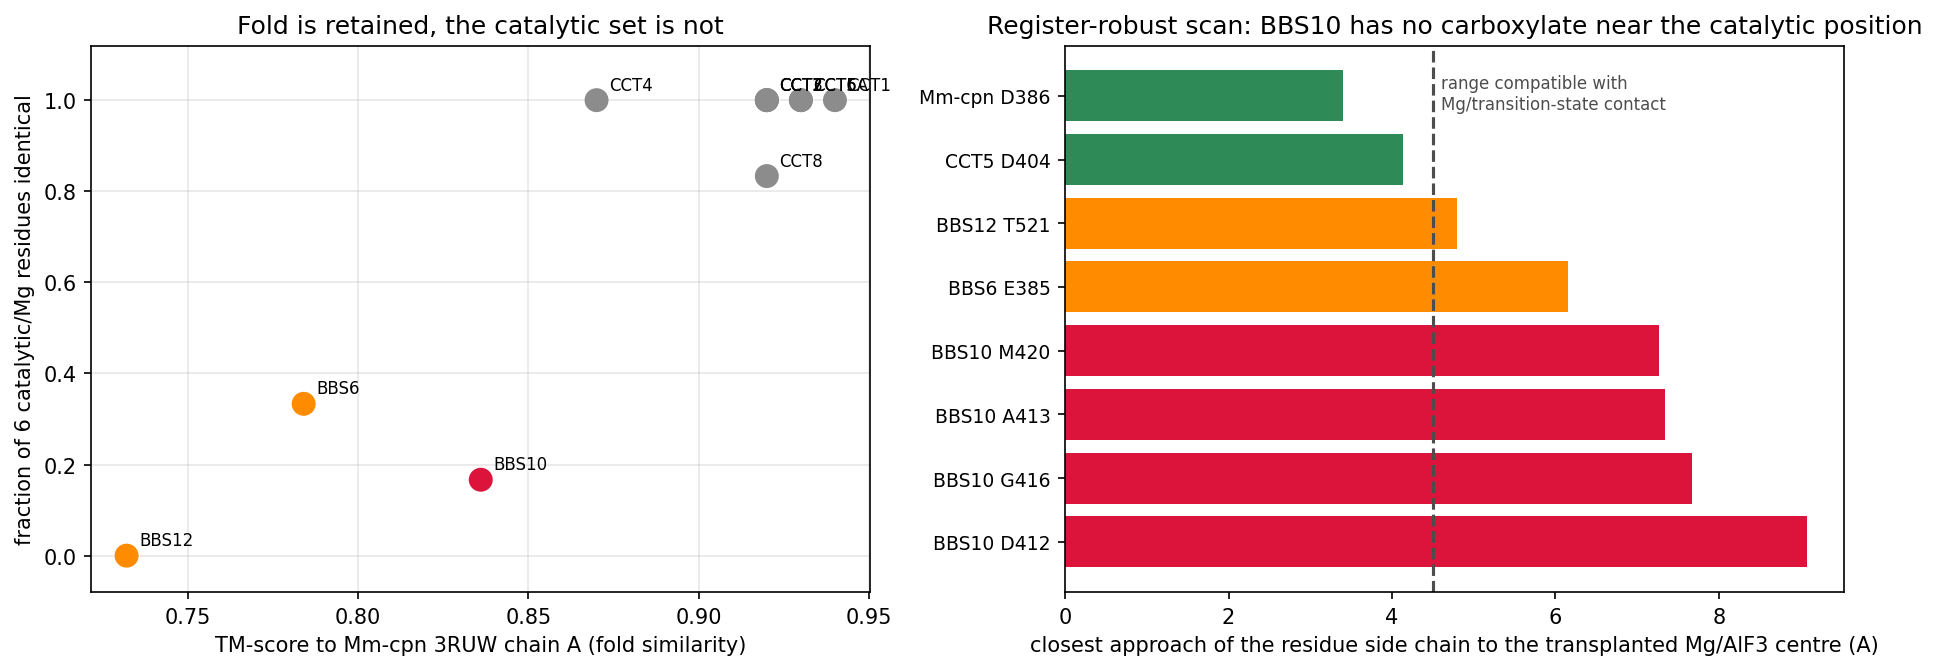 Fold is retained, the catalytic set is not
fraction of 6 catalytic/Mg residues identical
1.0
0.8
0.6
0.4
0.2
0.0
CCT4
CCT1
CCT8
BBS6
BBS10
BBS12
0.75
0.80
0.85
0.90
0.95
TM-score to Mm-cpn 3RUW chain A (fold similarity)
Register-robust scan: BBS10 has no carboxylate near the catalytic position
range compatible with
Mg/transition-state contact
Mm-cpn D386
CCT5 D404
BBS12 T521
BBS6 E385
BBS10 M420
BBS10 A413
BBS10 G416
BBS10 D412
0
2
4
6
8
closest approach of the residue side chain to the transplanted Mg/AlF3 centre (A)